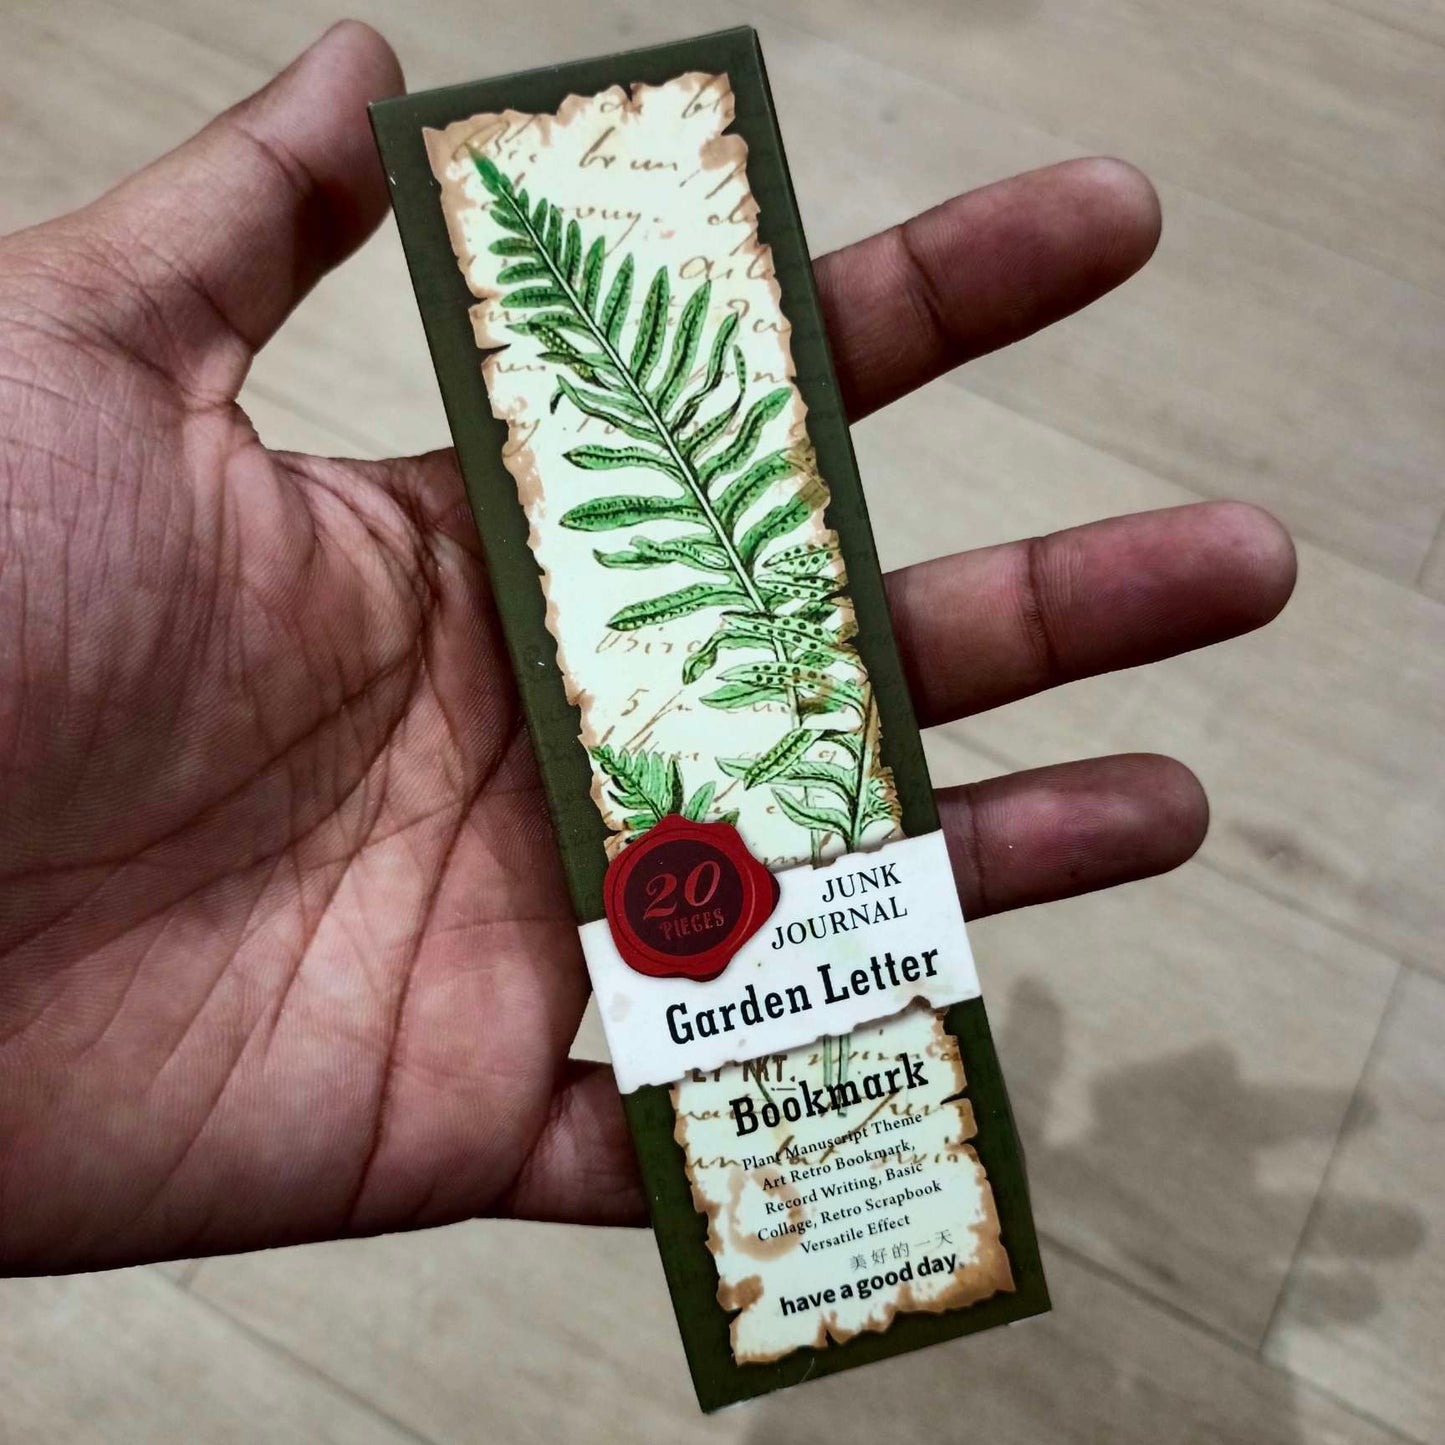 20
PIECES
JUNK
JOURNAL
Garden Letter
Bookmark
Plant Manuscript Theme
Art Retro Bookmark,
Record Writing, Basic
Collage, Retro Scrapbook
Versatile Effect
美好的一天
have a good day.